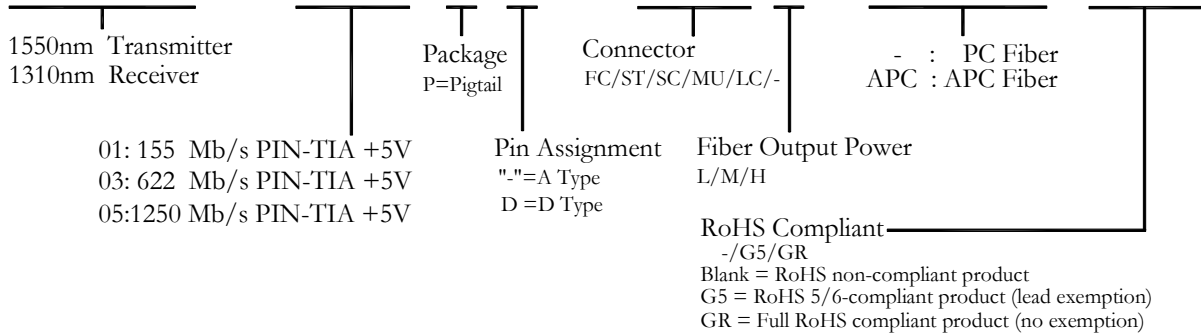 1550nm Transmitter
1310nm Receiver
Package
P=Pigtail
Connector
FC/ST/SC/MU/LC/-
- : PC Fiber
APC : APC Fiber
01: 155 Mb/s PIN-TIA +5V
03: 622 Mb/s PIN-TIA +5V
05:1250 Mb/s PIN-TIA +5V
Pin Assignment
"-"=A Type
D =D Type
Fiber Output Power
L/M/H
RoHS Compliant
-/G5/GR
Blank = RoHS non-compliant product
G5 = RoHS 5/6-compliant product (lead exemption)
GR = Full RoHS compliant product (no exemption)